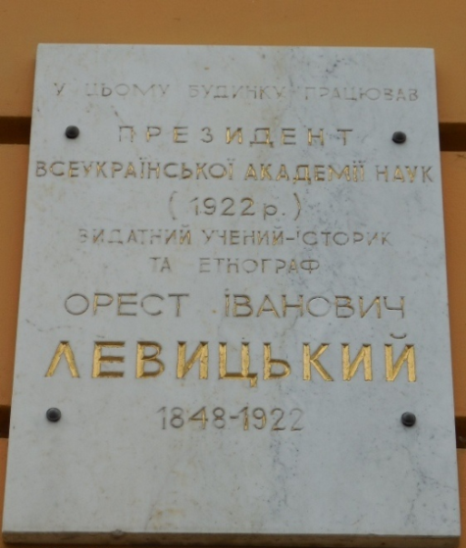 У ЦЬОМУ БУДИНКУ ПРАЦЮВАВ
ПРЕЗИДЕНТ
ВСЕУКРАЇНСЬКОЇ АКАДЕМІЇ НАУК
(1922 р.)
ВИДАТНИЙ УЧЕНИЙ-ІСТОРИК
ТА ЕТНОГРАФ
ОРЕСТ ІВАНОВИЧ
ЛЕВИЦЬКИЙ
1848-1922